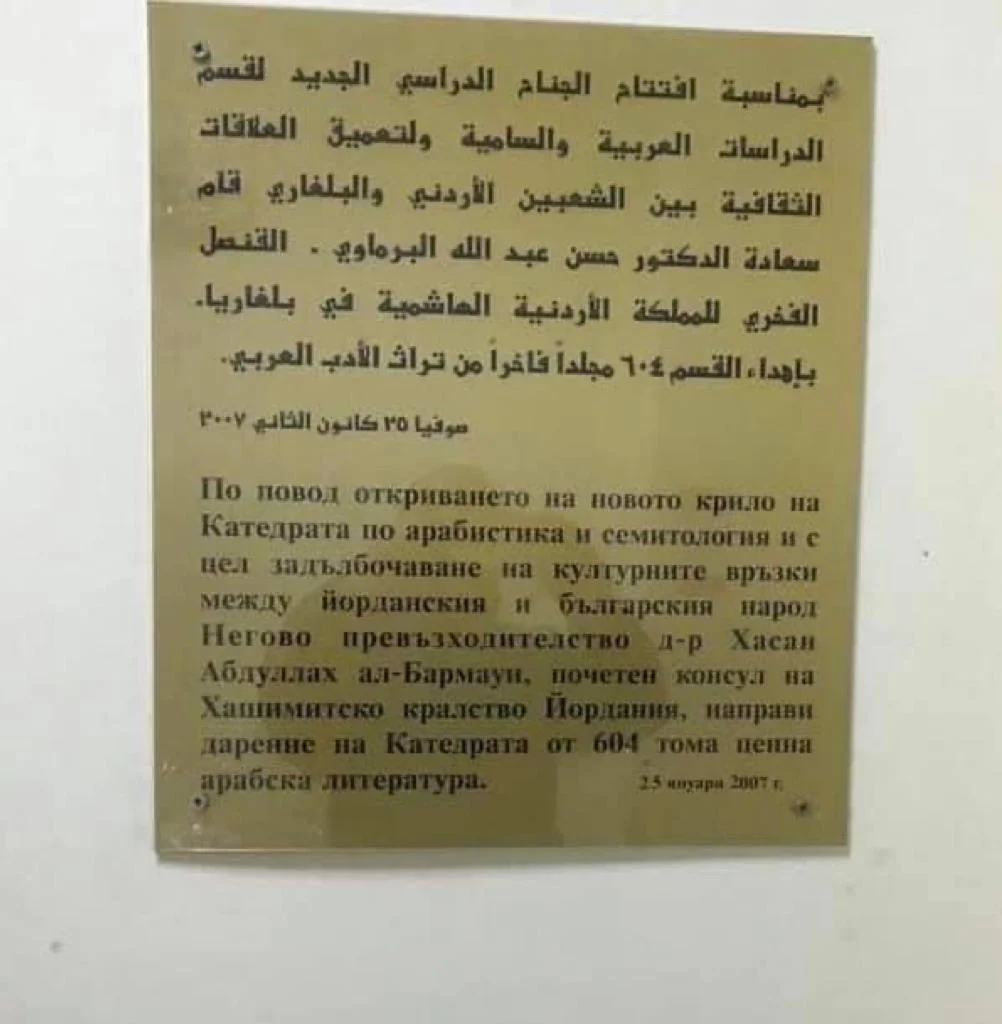 بمناسبة افتتاح الجناح الدراسي الجديد لقسم
الدراسات العربية والسامية ولتعميق العلاقات
الثقافية بين الشعبين الأردني والبلغاري قام
سعادة الدكتور حسن عبد الله البرماوي . القنصل
الفخري للمملكة الأردنية الهاشمية في بلغاريا.
بإهداء القسم ٦٠٤ مجلداً فاخراً من تراث الأدب العربي.
صوفيا ٢٥ كانون الثاني ٢٠٠٧
По повод откриването на новото крило на
Катедрата по арабистика и семитология и с
цел задълбочаване на културните връзки
между йорданския и българския народ
Негово превъзходителство д-р Хасан
Абдуллах ал-Бармауи, почетен консул на
Хашимитско кралство Йордания, направи
дарение на Катедрата от 604 тома ценна
арабска литература. 25 януари 2007 г.